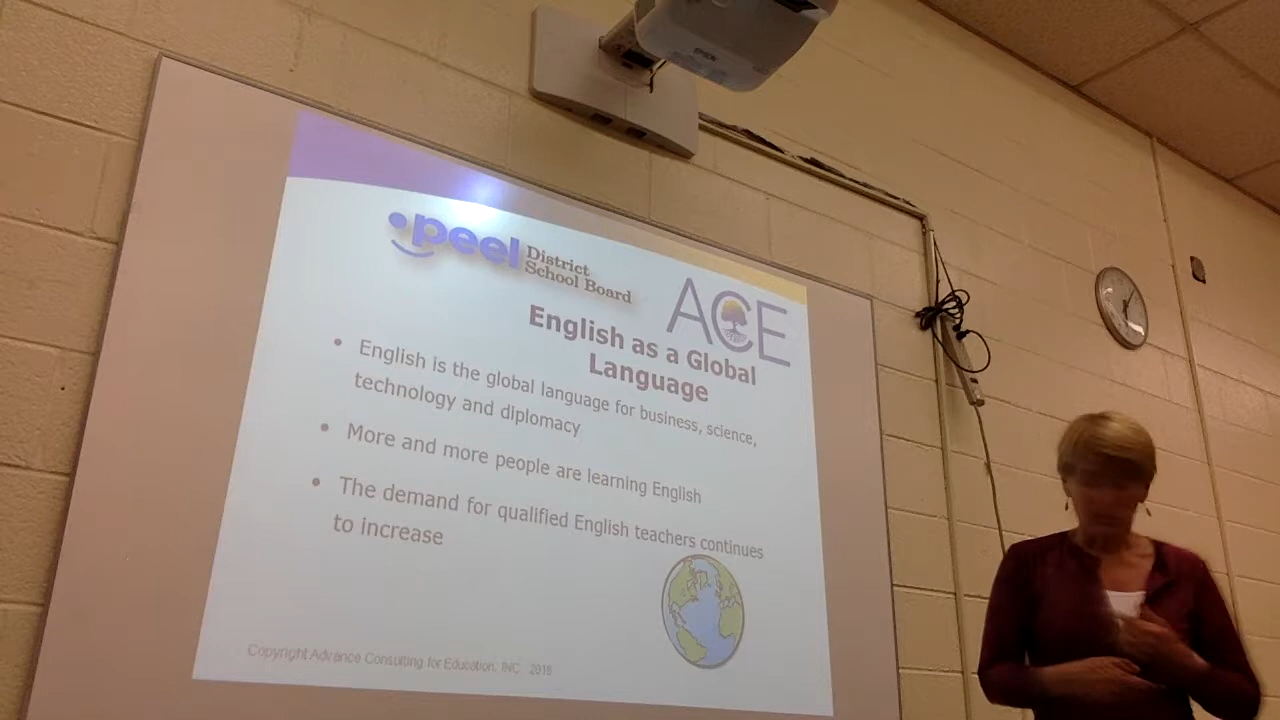 EPSON
peel District
School Board
ACE
English as a Global
Language
• English is the global language for business, science,
technology and diplomacy
• More and more people are learning English
• The demand for qualified English teachers continues
to increase
Copyright Advance Consulting for Education, INC 2018